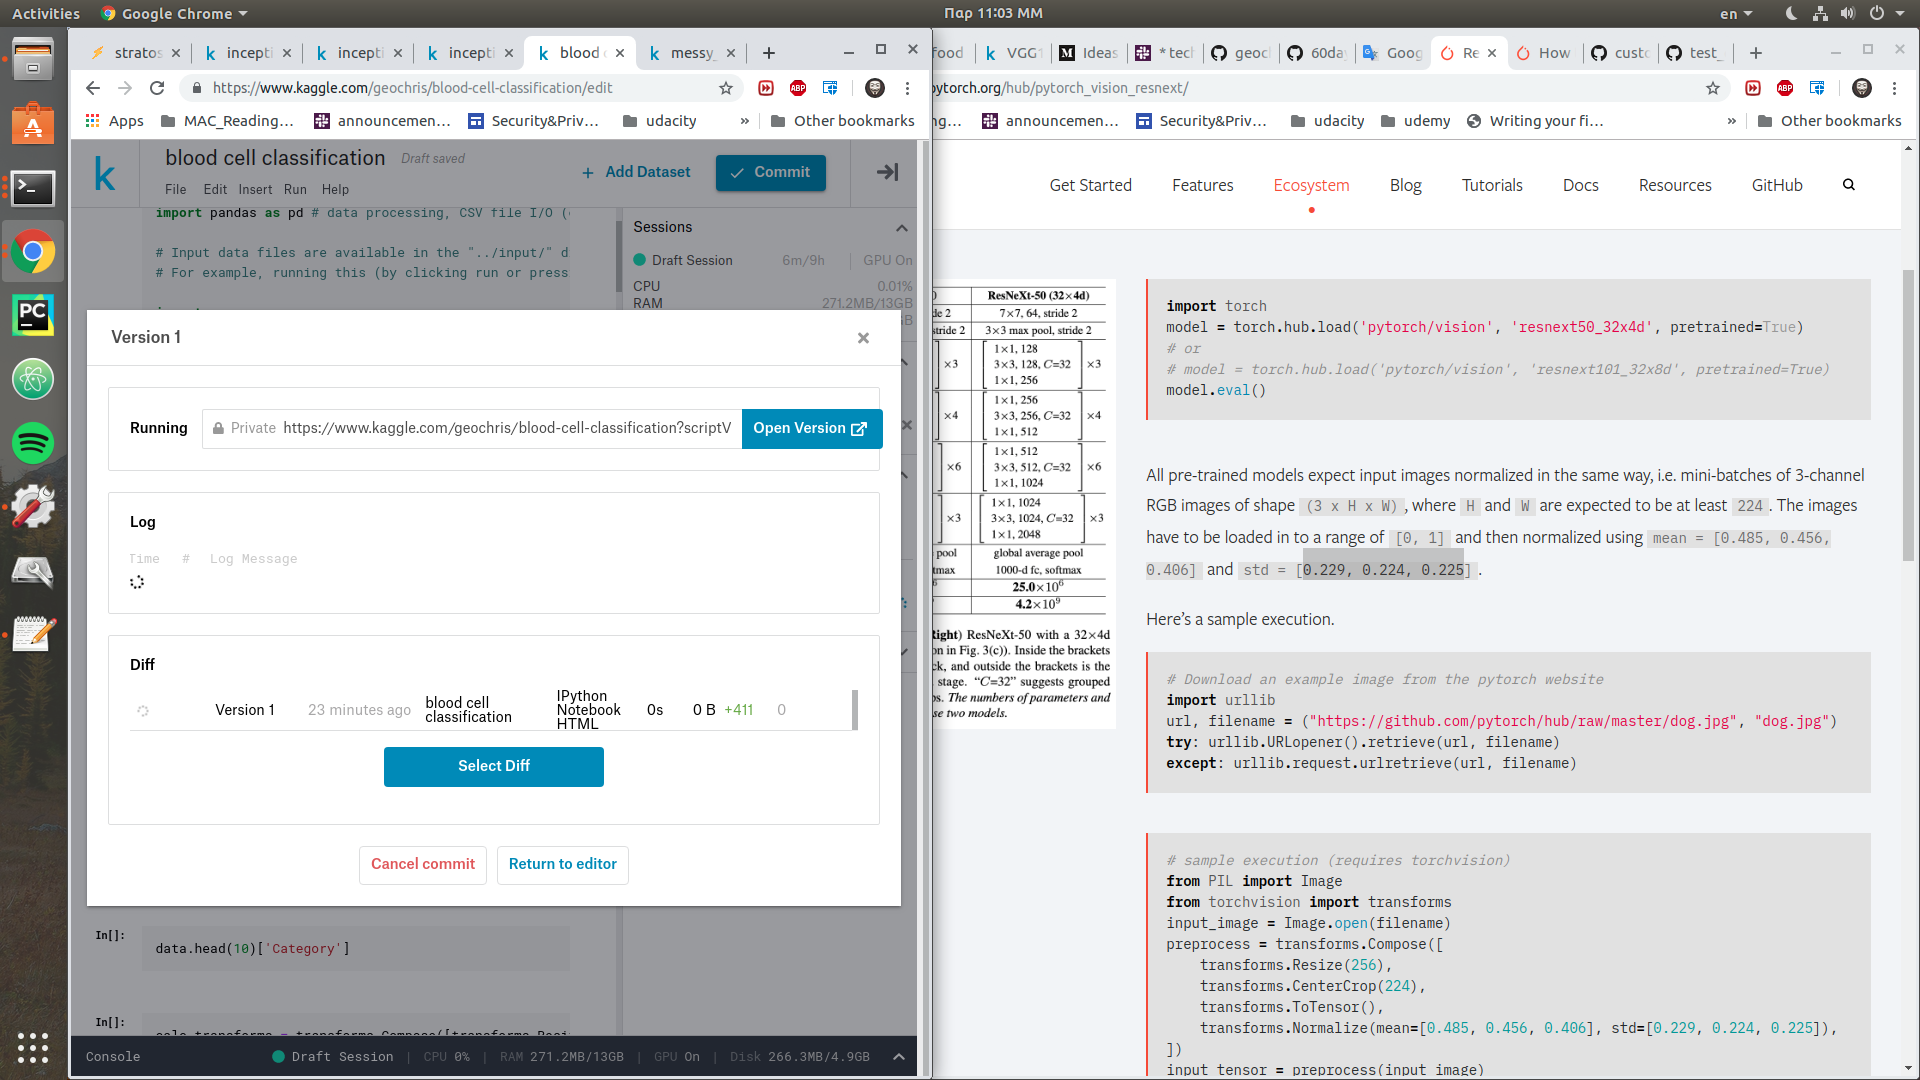 Activities
Google Chrome
Παρ 11:03 ΜΜ
en
stratos
incepti
incepti
incepti
blood
messy_
https://www.kaggle.com/geochris/blood-cell-classification/edit
Apps
MAC_Reading...
announcemen...
Security&Priv...
udacity
»
Other bookmarks
blood cell classification
Draft saved
File Edit Insert Run Help
+ Add Dataset
Commit
import pandas as pd # data processing, CSV file I/O (
# Input data files are available in the "../input/" d
# For example, running this (by clicking run or press
Sessions
Draft Session
6m/9h
GPU On
CPU
0.01%
RAM
271.2MB/13GB
Version 1
Running
Private
https://www.kaggle.com/geochris/blood-cell-classification?scriptV
Open Version
Log
Time # Log Message
Diff
Version 1
23 minutes ago
blood cell
classification
IPython
Notebook
HTML
0s
0 B
+411
0
Select Diff
Cancel commit
Return to editor
In[]:
data.head(10)['Category']
In[]:
Console
Draft Session | CPU 0% | RAM 271.2MB/13GB | GPU On | Disk 266.3MB/4.9GB
food
VGG1
Ideas
* tech
geoch
60day
Goog
Re
How
custo
test_
pytorch.org/hub/pytorch_vision_resnext/
ng...
announcemen...
Security&Priv...
udacity
udemy
Writing your fi...
»
Other bookmarks
Get Started
Features
Ecosystem
Blog
Tutorials
Docs
Resources
GitHub
ResNeXt-50 (32×4d)
de 2
7×7, 64, stride 2
tride 2
3×3 max pool, stride 2
×3
1×1, 128
3×3, 128, C=32
1×1, 256
×3
×4
1×1, 256
3×3, 256, C=32
1×1, 512
×4
×6
1×1, 512
3×3, 512, C=32
1×1, 1024
×6
×3
1×1, 1024
3×3, 1024, C=32
1×1, 2048
×3
pool
global average pool
tmax
1000-d fc, softmax
25.0×10⁶
4.2×10⁹
Right) ResNeXt-50 with a 32×4d
on in Fig. 3(c)). Inside the brackets
ck, and outside the brackets is the
stage. “C=32” suggests grouped
s. The numbers of parameters and
se two models.
import torch
model = torch.hub.load('pytorch/vision', 'resnext50_32x4d', pretrained=True)
# or
# model = torch.hub.load('pytorch/vision', 'resnext101_32x8d', pretrained=True)
model.eval()
All pre-trained models expect input images normalized in the same way, i.e. mini-batches of 3-channel
RGB images of shape (3 x H x W), where H and W are expected to be at least 224. The images
have to be loaded in to a range of [0, 1] and then normalized using mean = [0.485, 0.456,
0.406] and std = [0.229, 0.224, 0.225].
Here’s a sample execution.
# Download an example image from the pytorch website
import urllib
url, filename = ("https://github.com/pytorch/hub/raw/master/dog.jpg", "dog.jpg")
try: urllib.URLopener().retrieve(url, filename)
except: urllib.request.urlretrieve(url, filename)
# sample execution (requires torchvision)
from PIL import Image
from torchvision import transforms
input_image = Image.open(filename)
preprocess = transforms.Compose([
transforms.Resize(256),
transforms.CenterCrop(224),
transforms.ToTensor(),
transforms.Normalize(mean=[0.485, 0.456, 0.406], std=[0.229, 0.224, 0.225]),
])
input_tensor = preprocess(input_image)